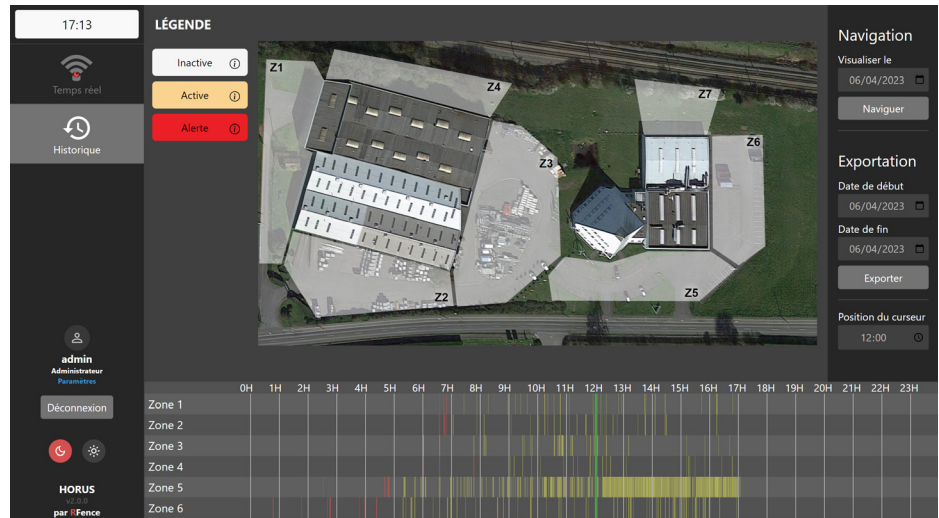 17:13
Temps réel
Historique
admin
Administrateur
Paramètres
Déconnexion
HORUS
v2.0.0
par RFence
LÉGENDE
Inactive
Active
Alerte
Z1
Z4
Z7
Z3
Z6
Z2
Z5
Navigation
Visualiser le
06/04/2023
Naviguer
Exportation
Date de début
06/04/2023
Date de fin
06/04/2023
Exporter
Position du curseur
12:00
0H 1H 2H 3H 4H 5H 6H 7H 8H 9H 10H 11H 12H 13H 14H 15H 16H 17H 18H 19H 20H 21H 22H 23H
Zone 1
Zone 2
Zone 3
Zone 4
Zone 5
Zone 6